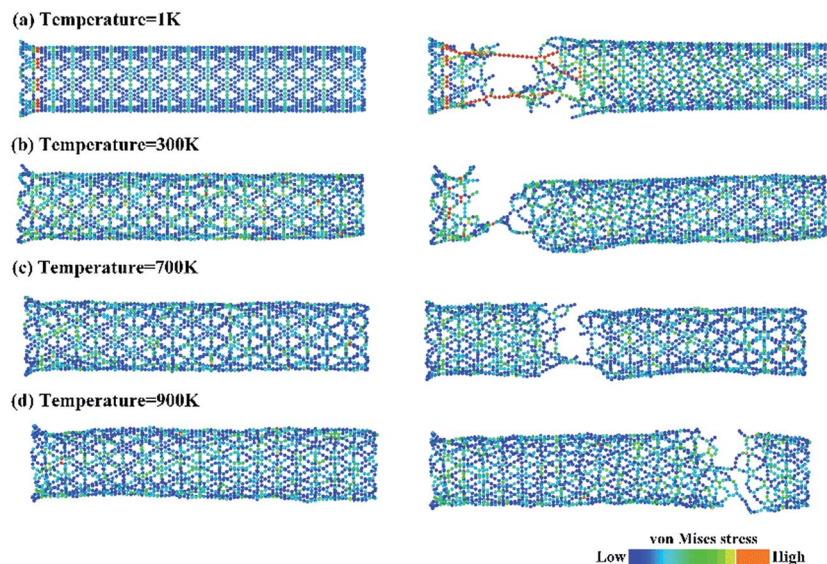 (a) Temperature=1K
(b) Temperature=300K
(c) Temperature=700K
(d) Temperature=900K
von Mises stress
Low High